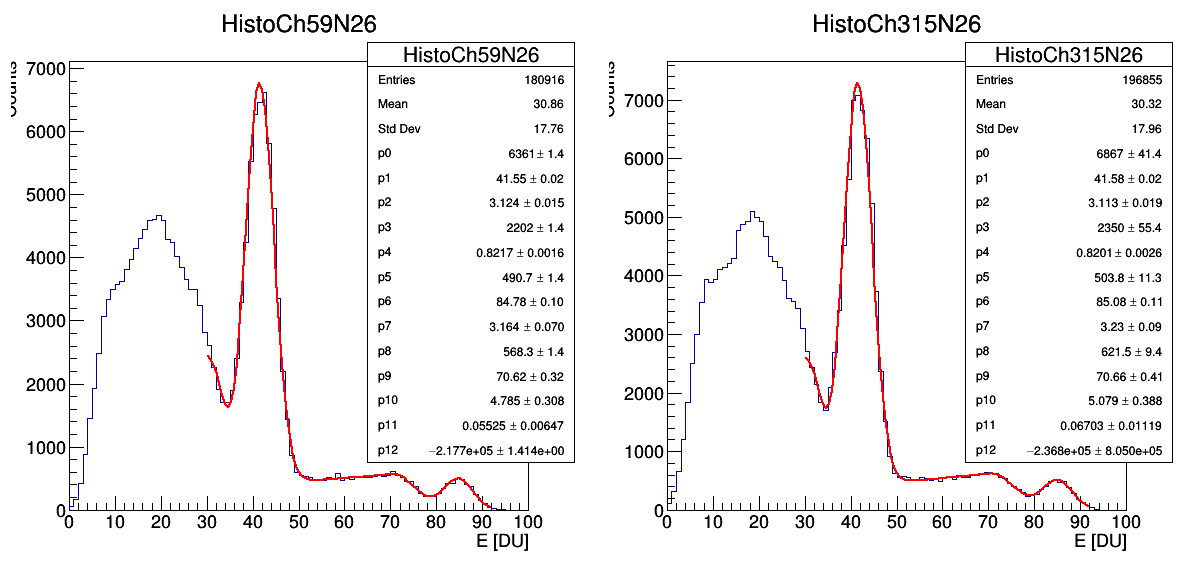 HistoCh59N26
HistoCh315N26
HistoCh59N26
Entries 180916
Mean 30.86
Std Dev 17.76
p0 6361 ± 1.4
p1 41.55 ± 0.02
p2 3.124 ± 0.015
p3 2202 ± 1.4
p4 0.8217 ± 0.0016
p5 490.7 ± 1.4
p6 84.78 ± 0.10
p7 3.164 ± 0.070
p8 568.3 ± 1.4
p9 70.62 ± 0.32
p10 4.785 ± 0.308
p11 0.05525 ± 0.00647
p12 −2.177e+05 ± 1.414e+00
7000
6000
5000
4000
3000
2000
1000
0
0 10 20 30 40 50 60 70 80 90 100
E [DU]
HistoCh315N26
Entries 196855
Mean 30.32
Std Dev 17.96
p0 6867 ± 41.4
p1 41.58 ± 0.02
p2 3.113 ± 0.019
p3 2350 ± 55.4
p4 0.8201 ± 0.0026
p5 503.8 ± 11.3
p6 85.08 ± 0.11
p7 3.23 ± 0.09
p8 621.5 ± 9.4
p9 70.66 ± 0.41
p10 5.079 ± 0.388
p11 0.06703 ± 0.01119
p12 −2.368e+05 ± 8.050e+05
7000
6000
5000
4000
3000
2000
1000
0
0 10 20 30 40 50 60 70 80 90 100
E [DU]